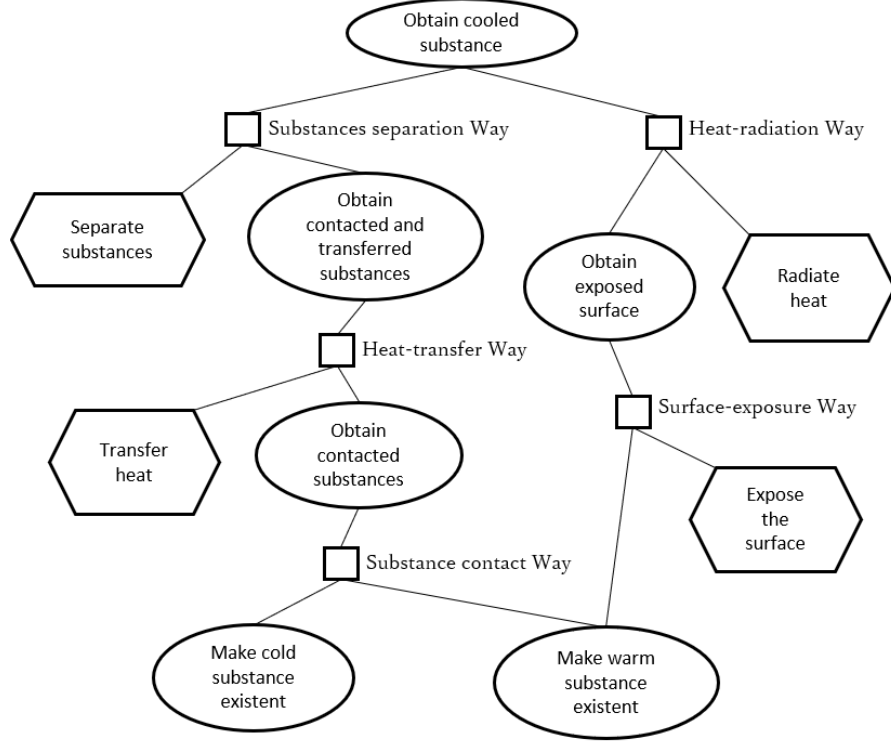 Obtain cooled
substance
Substances separation Way
Heat-radiation Way
Separate
substances
Obtain
contacted and
transferred
substances
Obtain
exposed
surface
Radiate
heat
Heat-transfer Way
Surface-exposure Way
Transfer
heat
Obtain
contacted
substances
Expose
the
surface
Substance contact Way
Make cold
substance
existent
Make warm
substance
existent